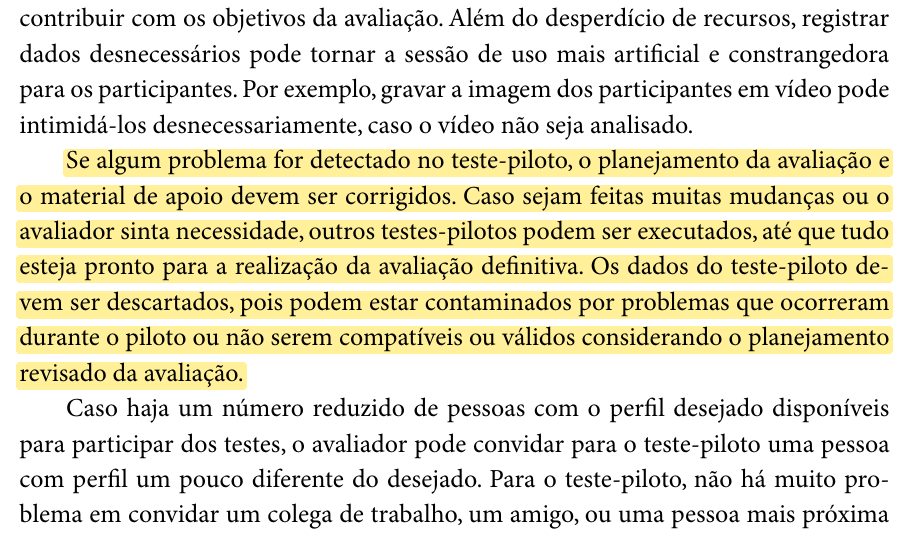 contribuir com os objetivos da avaliação. Além do desperdício de recursos, registrar
dados desnecessários pode tornar a sessão de uso mais artificial e constrangedora
para os participantes. Por exemplo, gravar a imagem dos participantes em vídeo pode
intimidá-los desnecessariamente, caso o vídeo não seja analisado.
Se algum problema for detectado no teste-piloto, o planejamento da avaliação e
o material de apoio devem ser corrigidos. Caso sejam feitas muitas mudanças ou o
avaliador sinta necessidade, outros testes-pilotos podem ser executados, até que tudo
esteja pronto para a realização da avaliação definitiva. Os dados do teste-piloto de-
vem ser descartados, pois podem estar contaminados por problemas que ocorreram
durante o piloto ou não serem compatíveis ou válidos considerando o planejamento
revisado da avaliação.
Caso haja um número reduzido de pessoas com o perfil desejado disponíveis
para participar dos testes, o avaliador pode convidar para o teste-piloto uma pessoa
com perfil um pouco diferente do desejado. Para o teste-piloto, não há muito pro-
blema em convidar um colega de trabalho, um amigo, ou uma pessoa mais próxima